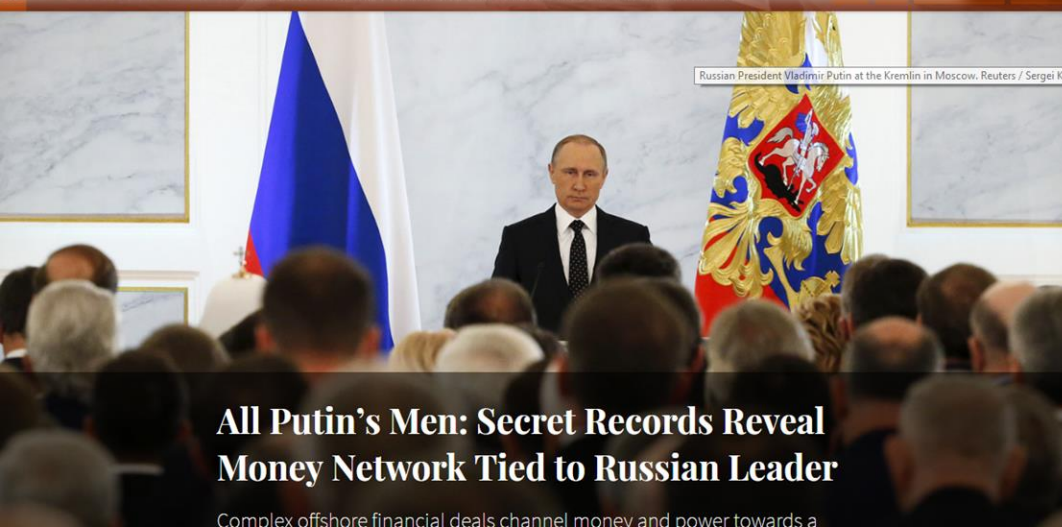 Russian President Vladimir Putin at the Kremlin in Moscow. Reuters / Sergei
All Putin’s Men: Secret Records Reveal
Money Network Tied to Russian Leader
Complex offshore financial deals channel money and power towards a